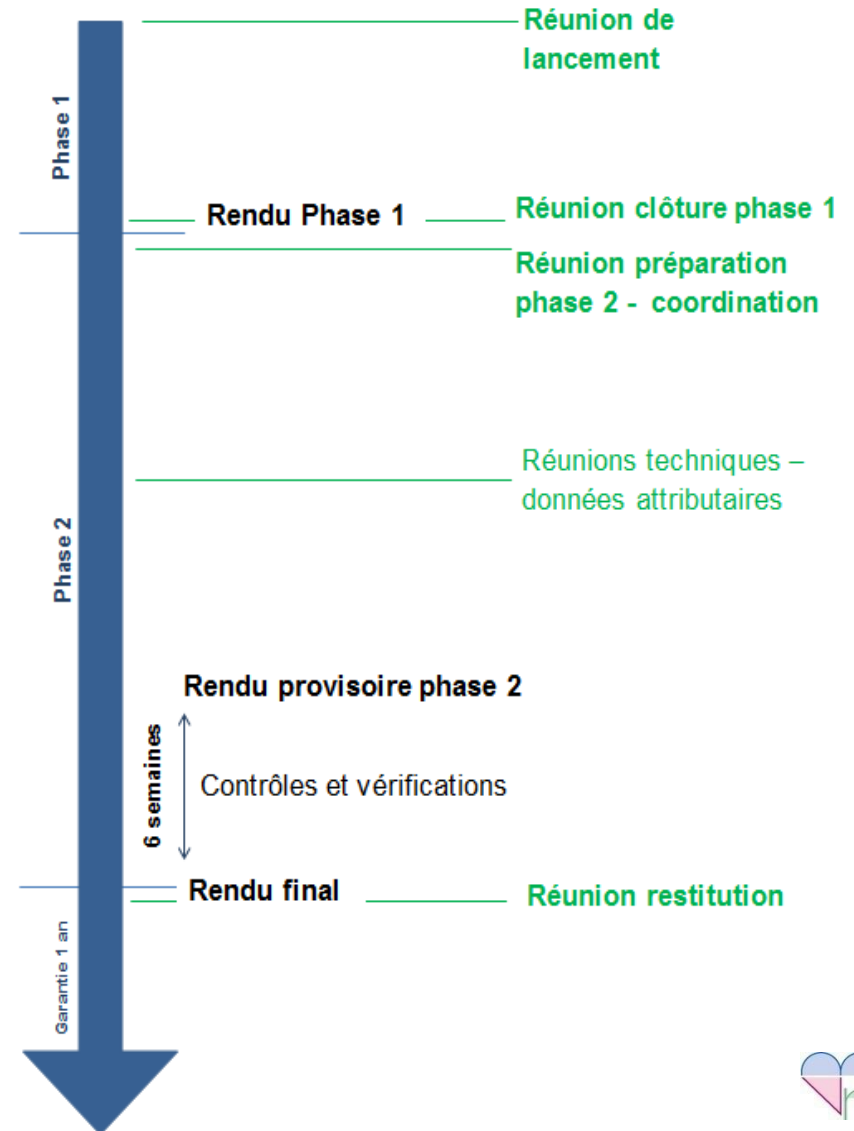 Réunion de
lancement
Phase 1
Rendu Phase 1
Réunion clôture phase 1
Réunion préparation
phase 2 - coordination
Réunions techniques –
données attributaires
Phase 2
Rendu provisoire phase 2
6 semaines
Contrôles et vérifications
Rendu final
Réunion restitution
Garantie 1 an